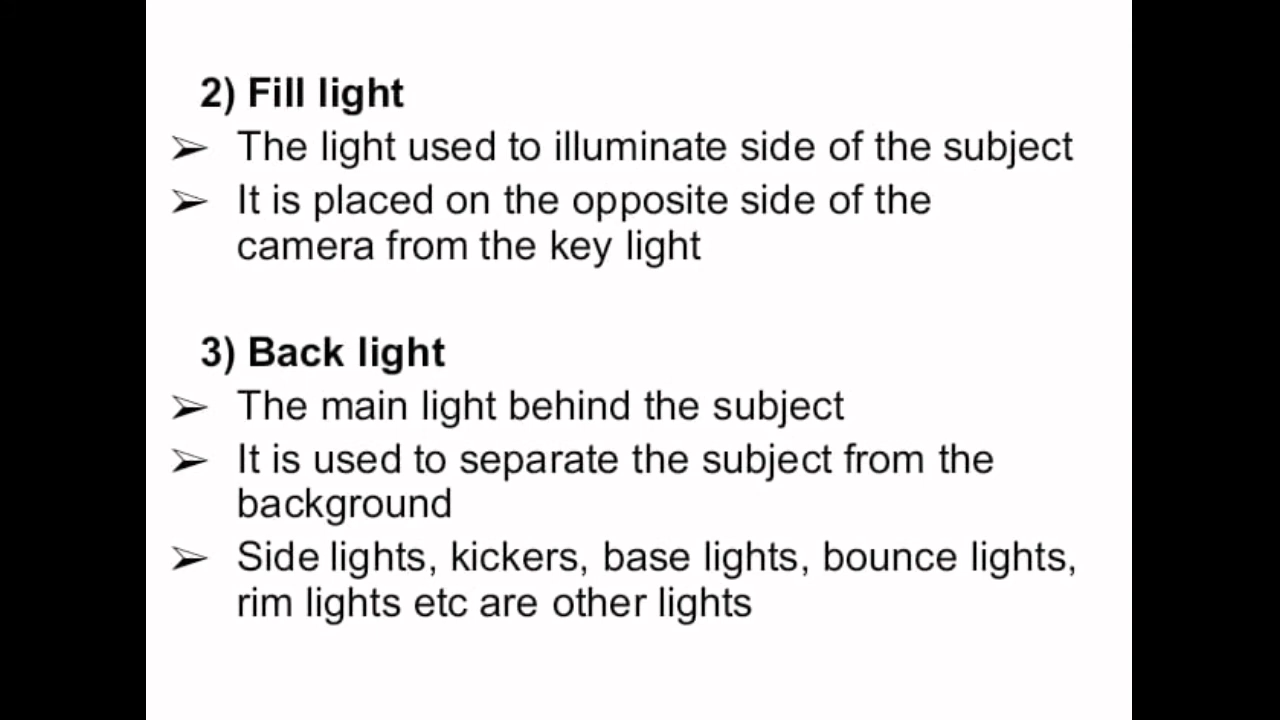 2) Fill light
➢ The light used to illuminate side of the subject
➢ It is placed on the opposite side of the
camera from the key light
3) Back light
➢ The main light behind the subject
➢ It is used to separate the subject from the
background
➢ Side lights, kickers, base lights, bounce lights,
rim lights etc are other lights